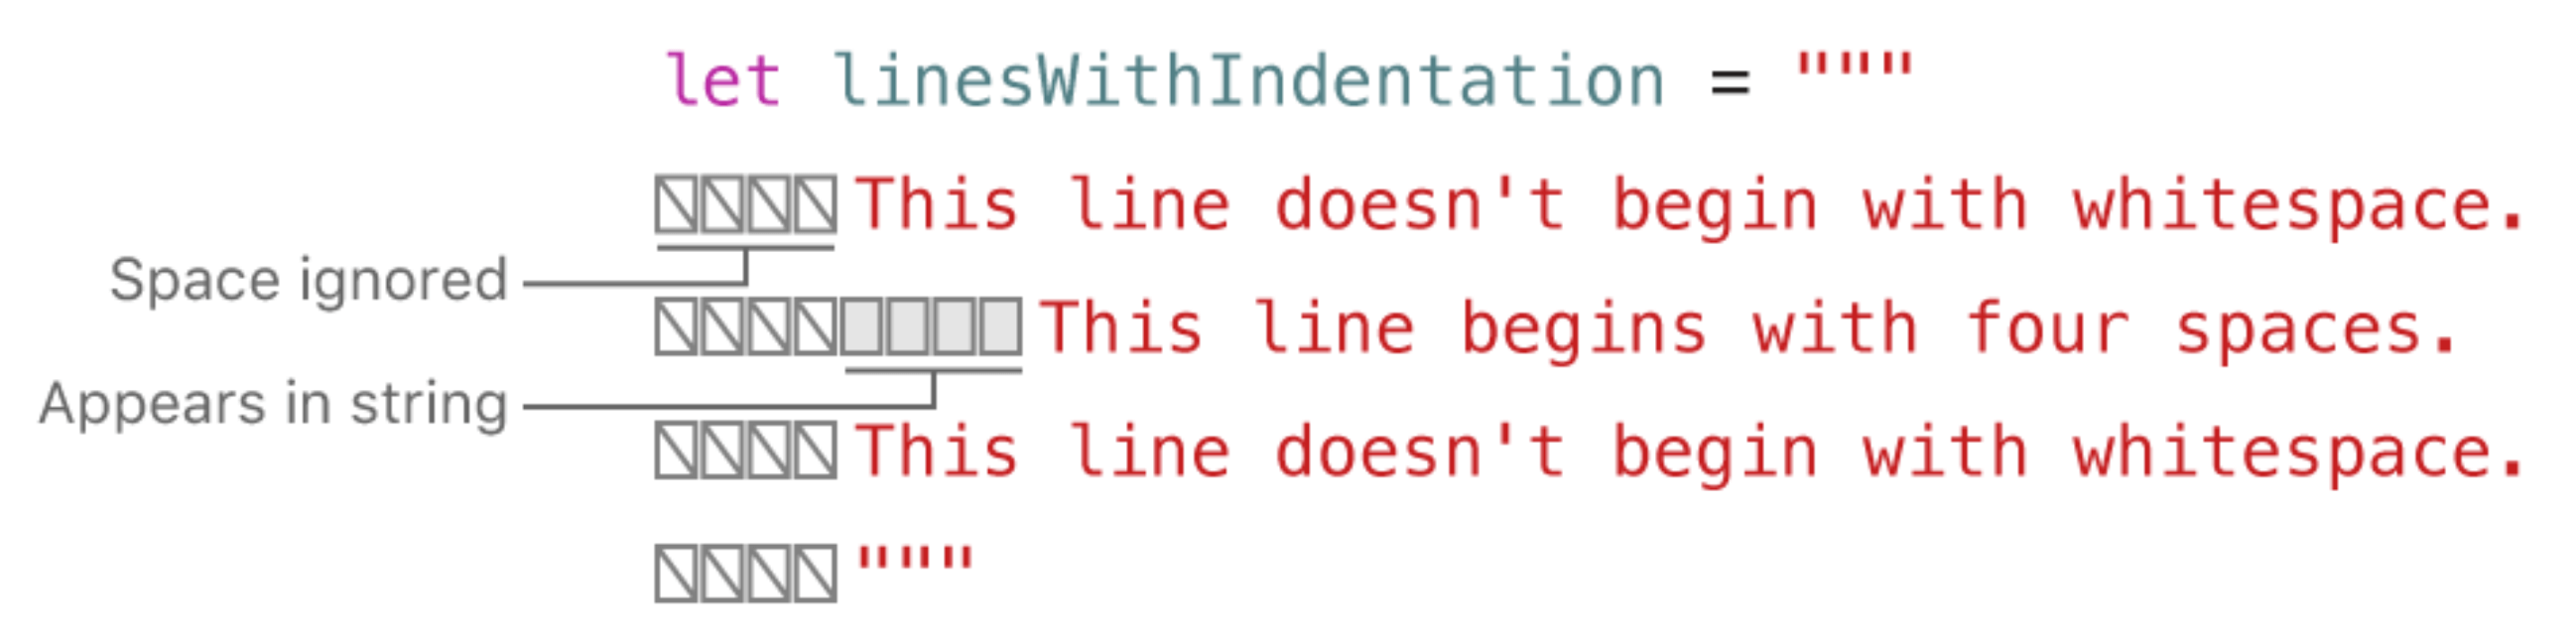 let linesWithIndentation = """
This line doesn't begin with whitespace.
Space ignored
This line begins with four spaces.
Appears in string
This line doesn't begin with whitespace.
"""